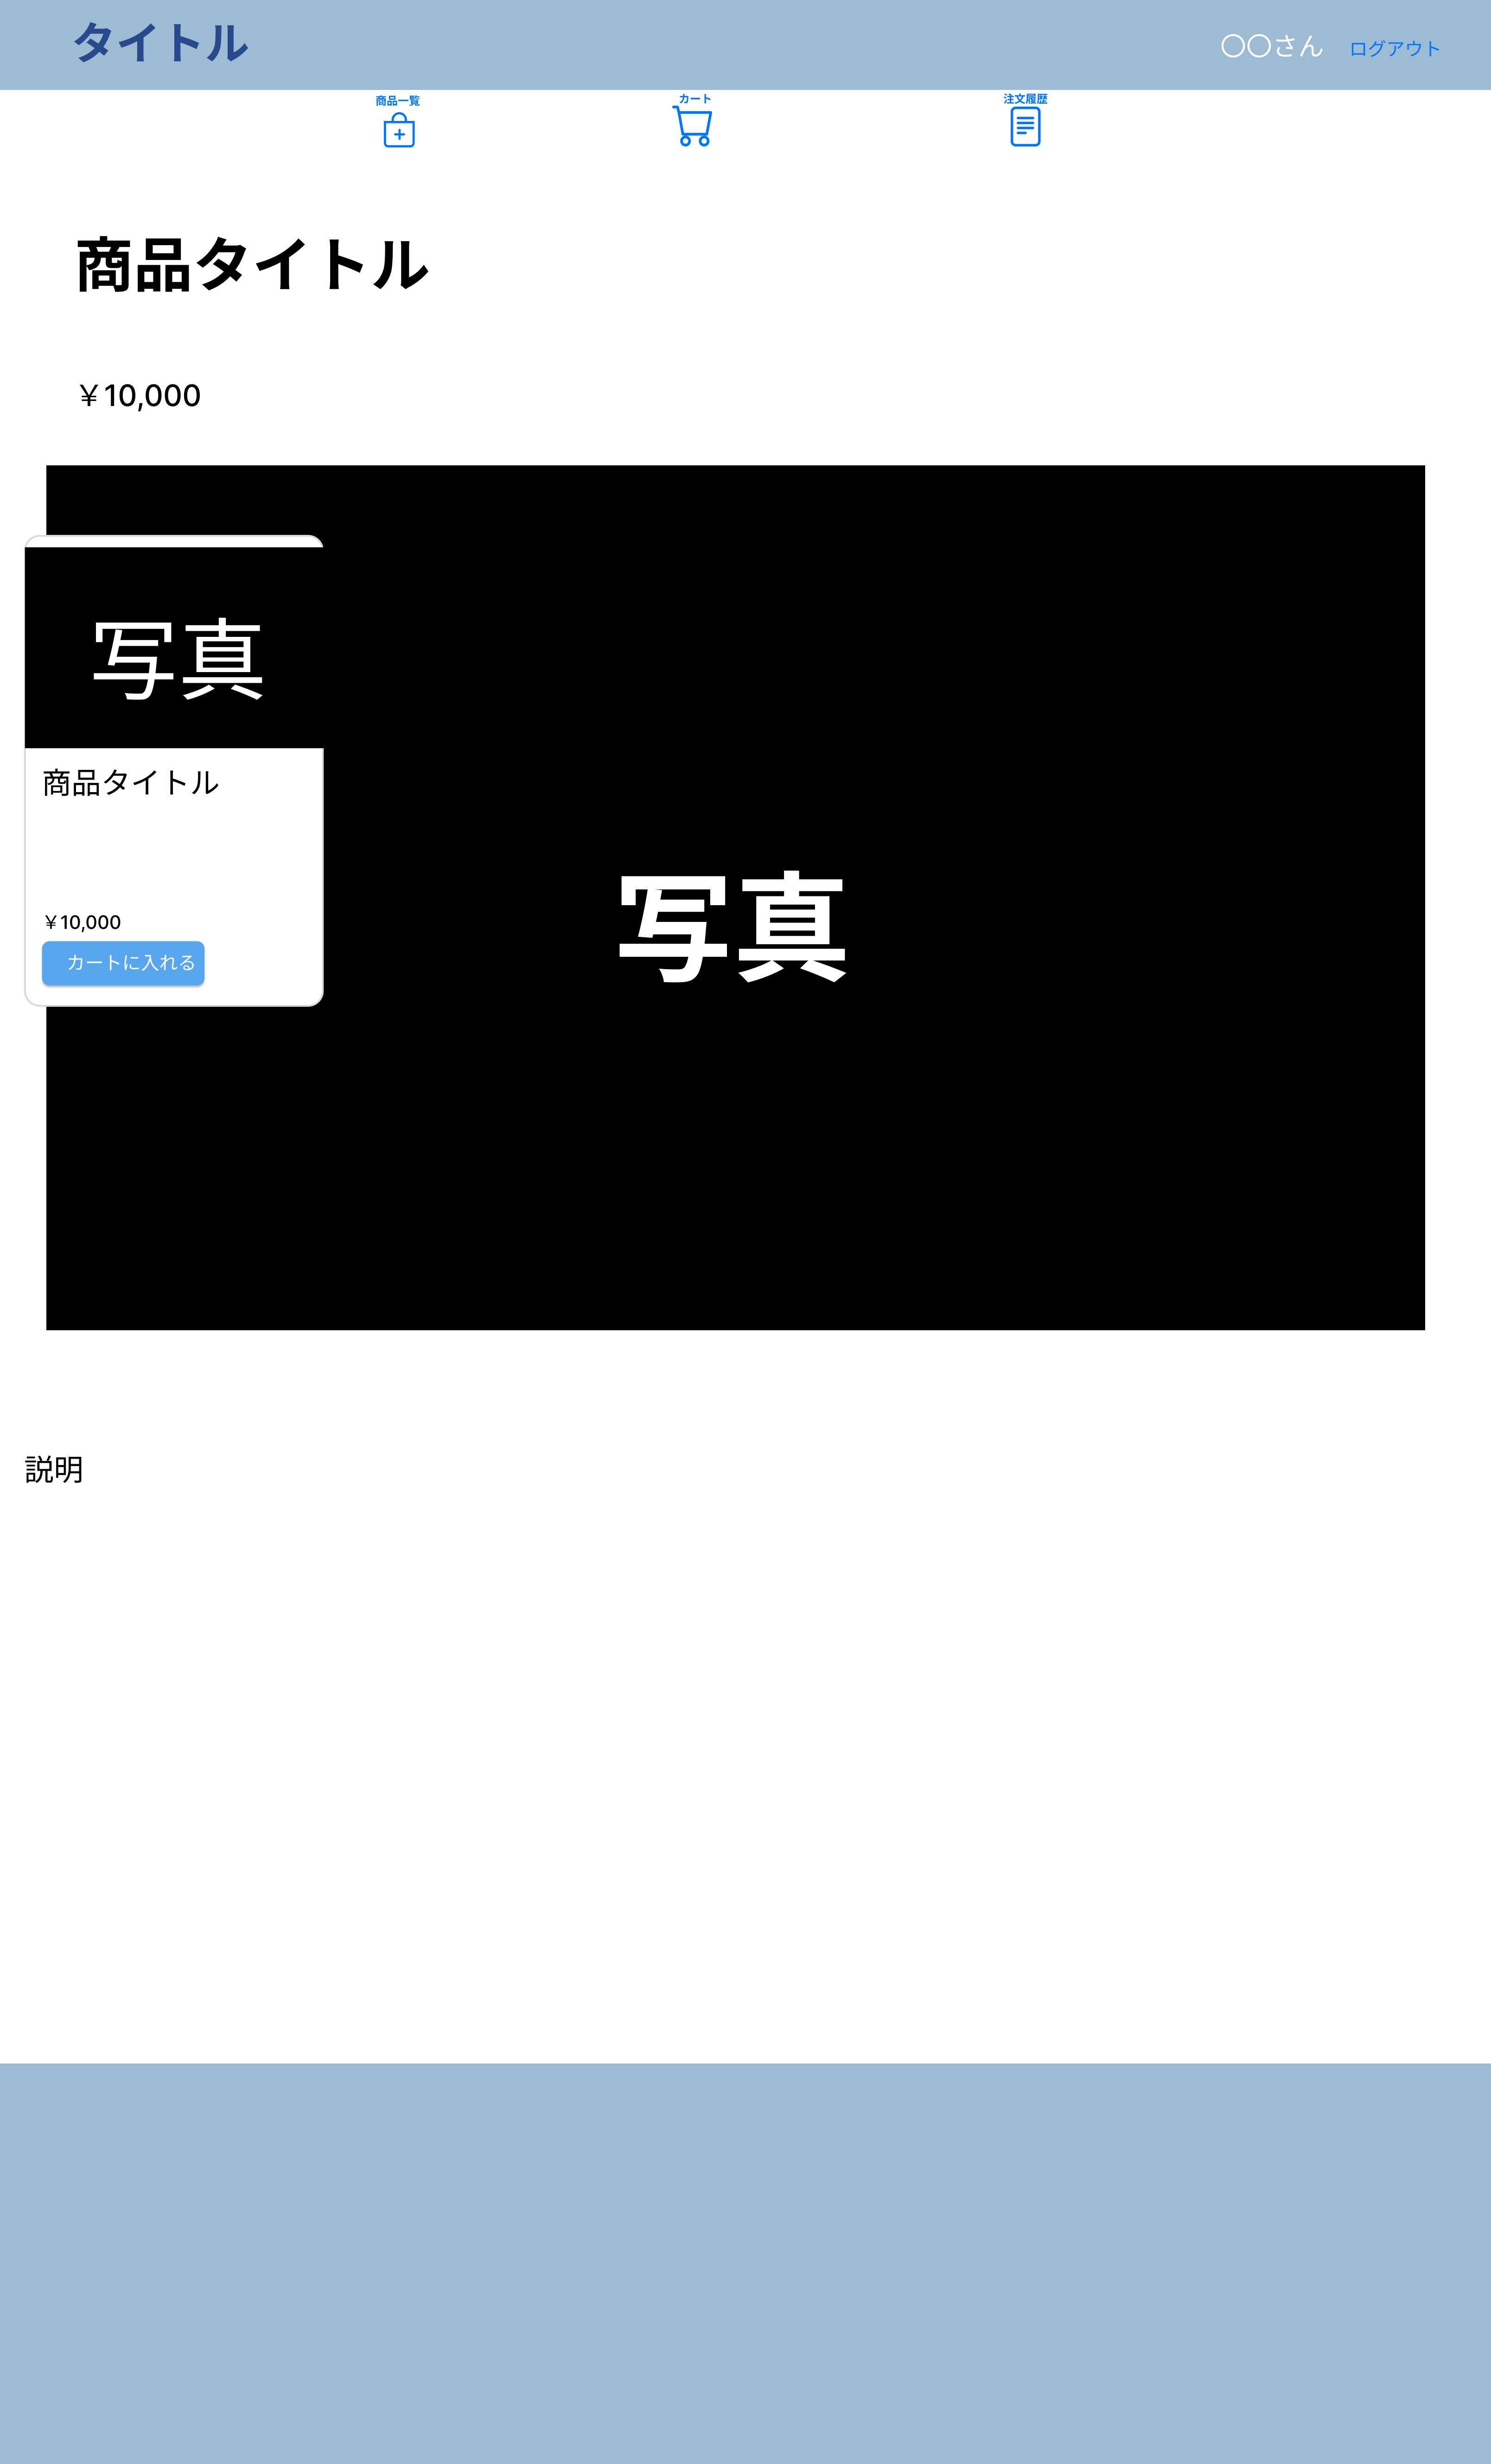 タイトル
〇〇さん
ログアウト
商品一覧
カート
注文履歴
商品タイトル
￥10,000
写真
商品タイトル
￥10,000
カートに入れる
写真
説明